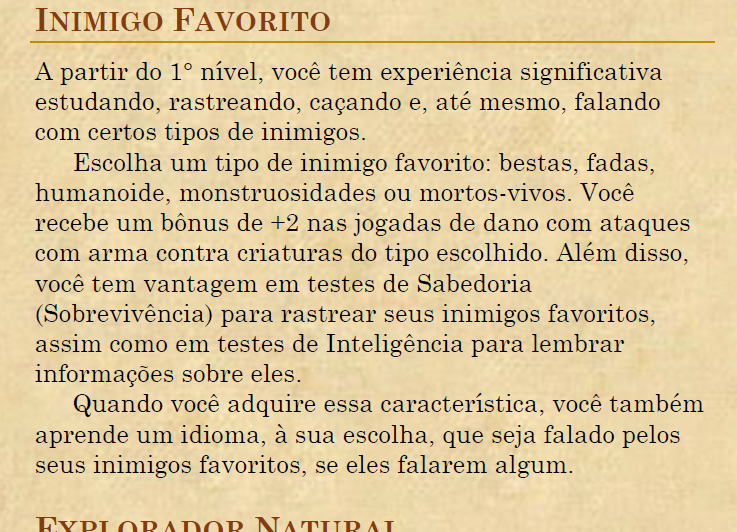 INIMIGO FAVORITO
A partir do 1° nível, você tem experiência significativa
estudando, rastreando, caçando e, até mesmo, falando
com certos tipos de inimigos.
Escolha um tipo de inimigo favorito: bestas, fadas,
humanoide, monstruosidades ou mortos-vivos. Você
recebe um bônus de +2 nas jogadas de dano com ataques
com arma contra criaturas do tipo escolhido. Além disso,
você tem vantagem em testes de Sabedoria
(Sobrevivência) para rastrear seus inimigos favoritos,
assim como em testes de Inteligência para lembrar
informações sobre eles.
Quando você adquire essa característica, você também
aprende um idioma, à sua escolha, que seja falado pelos
seus inimigos favoritos, se eles falarem algum.
EXPLORADOR NATURAL